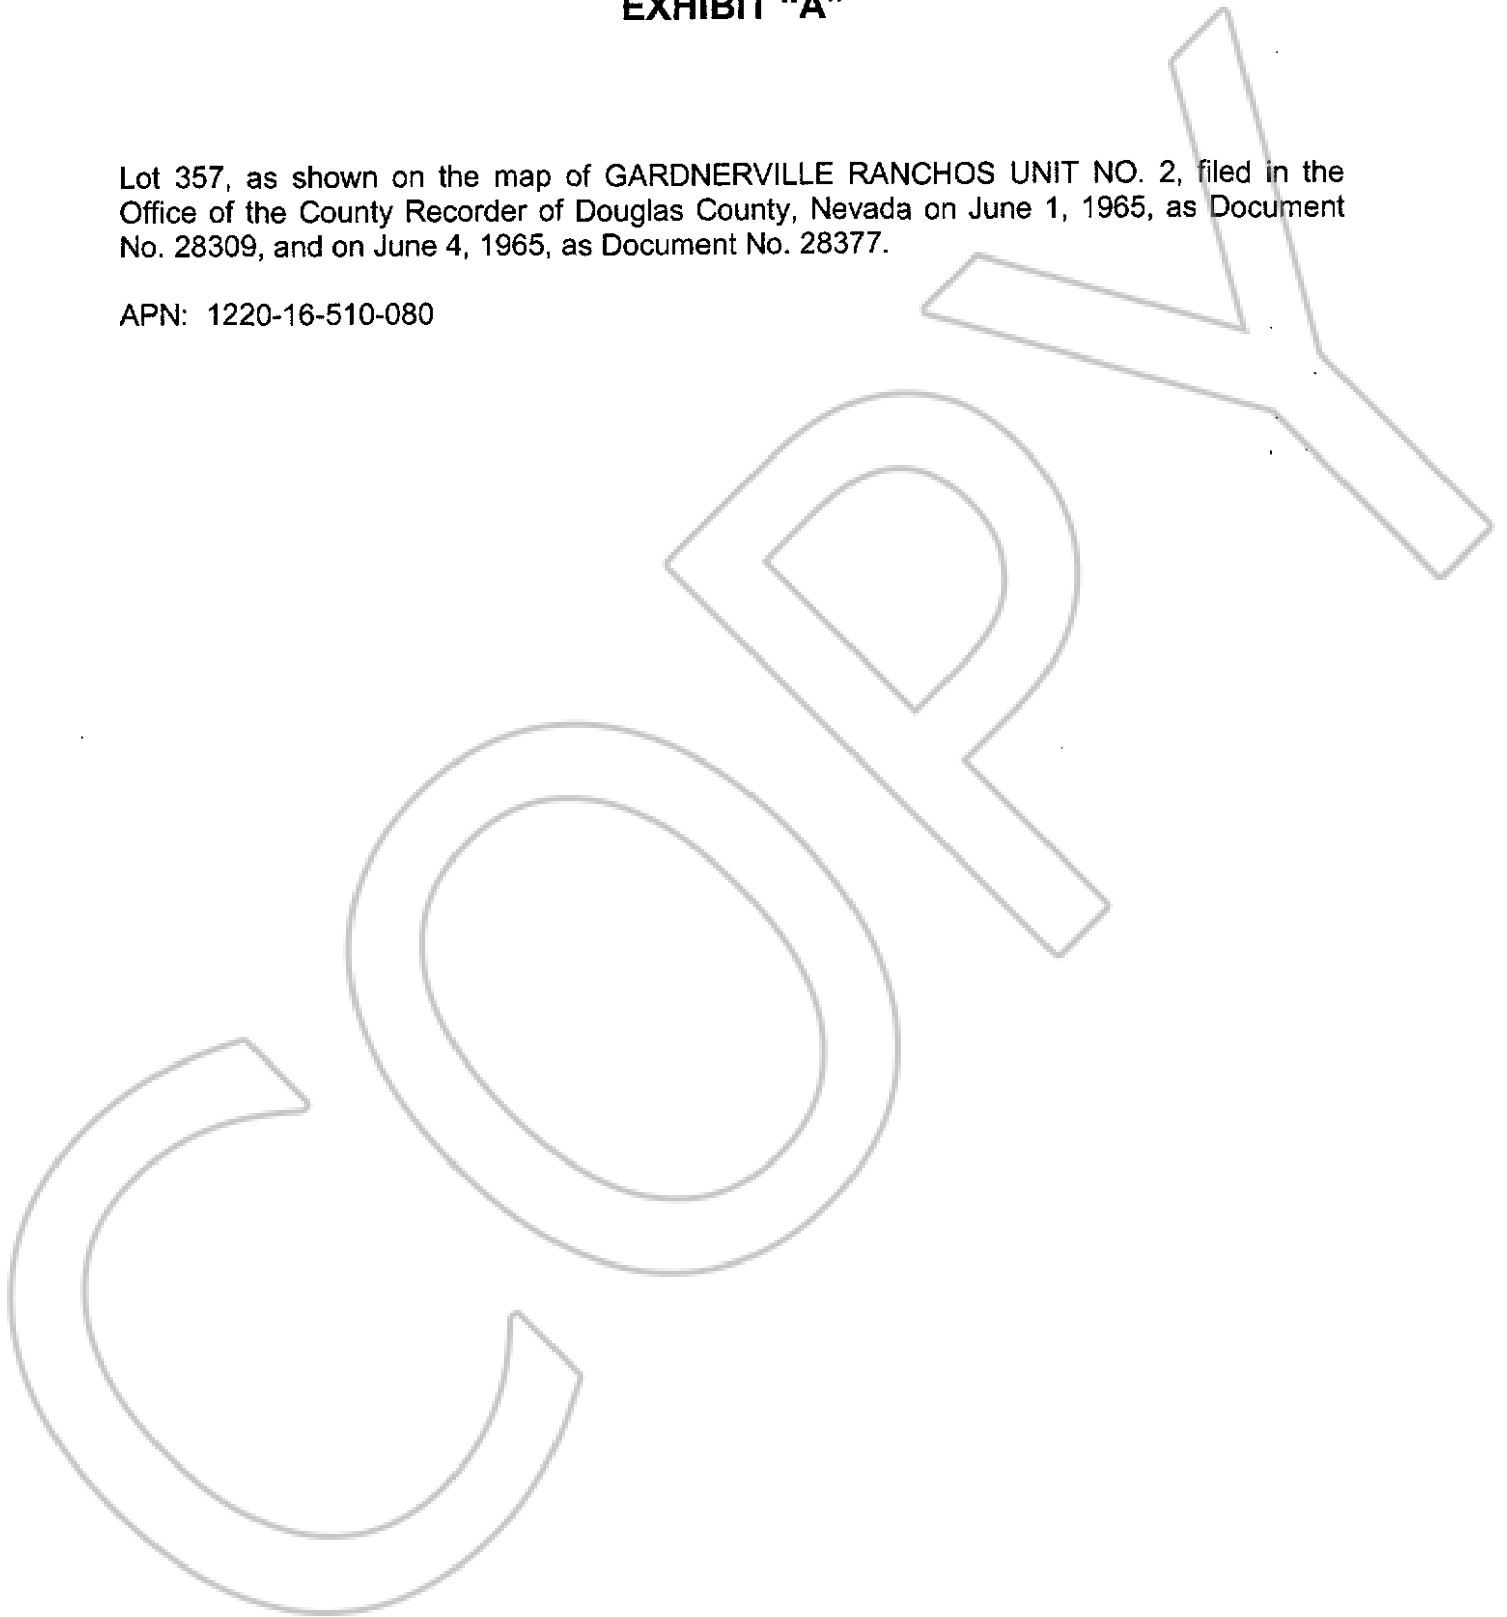 EXHIBIT "A"
Lot 357, as shown on the map of GARDNERVILLE RANCHOS UNIT NO. 2, filed in the
Office of the County Recorder of Douglas County, Nevada on June 1, 1965, as Document
No. 28309, and on June 4, 1965, as Document No. 28377.
APN: 1220-16-510-080
COPY